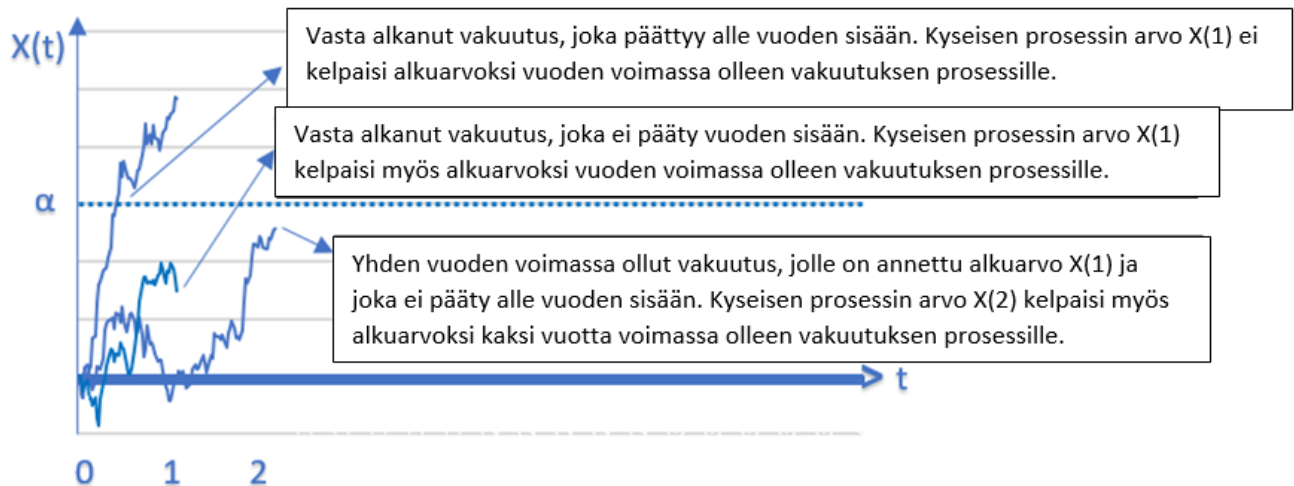 X(t)
Vasta alkanut vakuutus, joka päättyy alle vuoden sisään. Kyseisen prosessin arvo X(1) ei
kelpaisi alkuarvoksi vuoden voimassa olleen vakuutuksen prosessille.
Vasta alkanut vakuutus, joka ei pääty vuoden sisään. Kyseisen prosessin arvo X(1)
kelpaisi myös alkuarvoksi vuoden voimassa olleen vakuutuksen prosessille.
α
Yhden vuoden voimassa ollut vakuutus, jolle on annettu alkuarvo X(1) ja
joka ei pääty alle vuoden sisään. Kyseisen prosessin arvo X(2) kelpaisi myös
alkuarvoksi kaksi vuotta voimassa olleen vakuutuksen prosessille.
t
0 1 2